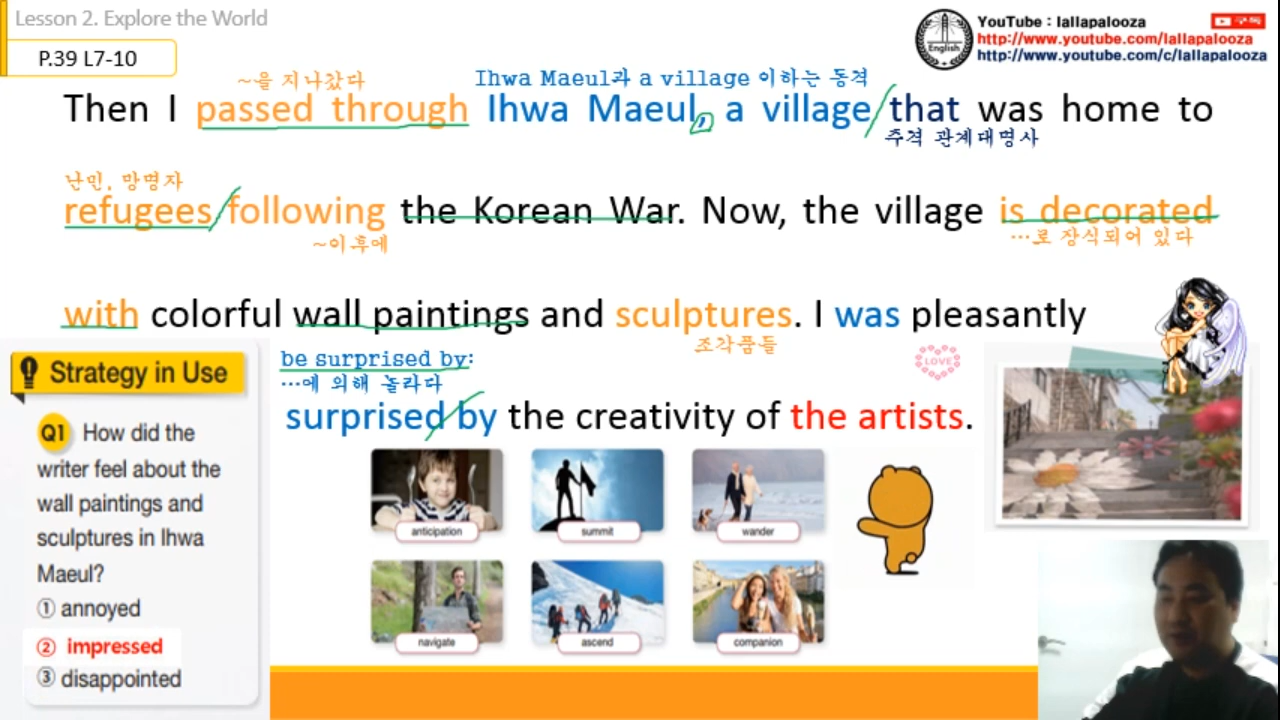 Lesson 2. Explore the World
P.39 L7-10
English
YouTube : lallapalooza
구독
http://www.youtube.com/lallapalooza
http://www.youtube.com/c/lallapalooza
~을 지나갔다
Ihwa Maeul과 a village 이하는 동격
Then I passed through Ihwa Maeul, a village that was home to
주격 관계대명사
난민, 망명자
refugees following the Korean War. Now, the village is decorated
~이후에
…로 장식되어 있다
with colorful wall paintings and sculptures. I was pleasantly
조각품들
be surprised by:
…에 의해 놀라다
LOVE
surprised by the creativity of the artists.
Strategy in Use
Q1 How did the
writer feel about the
wall paintings and
sculptures in Ihwa
Maeul?
① annoyed
② impressed
③ disappointed
anticipation
summit
wander
navigate
ascend
companion